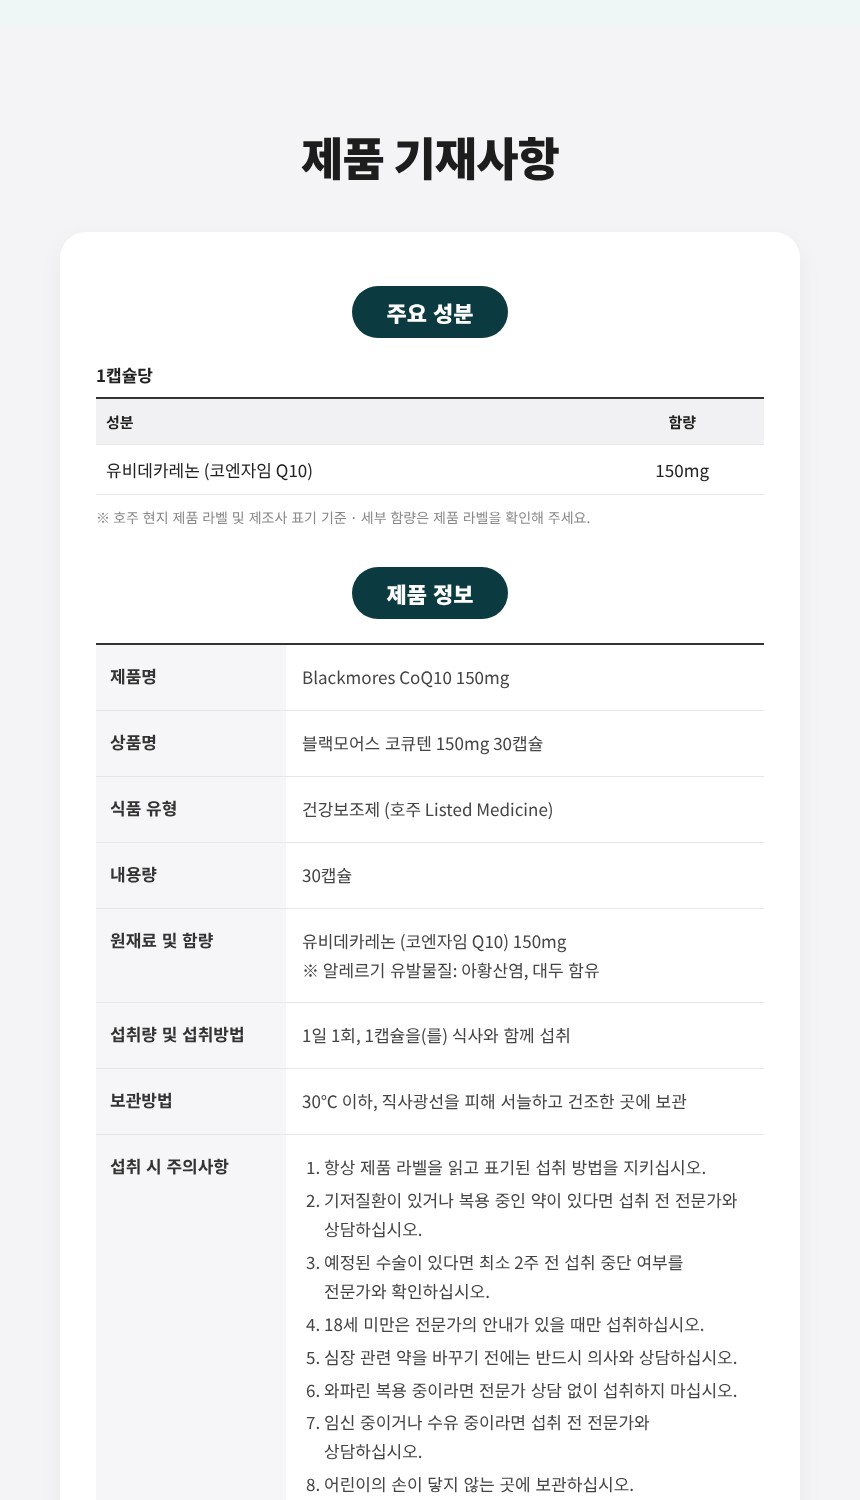 제품 기재사항
주요 성분
1캡슐당
성분 함량
유비데카레논 (코엔자임 Q10) 150mg
※ 호주 현지 제품 라벨 및 제조사 표기 기준 · 세부 함량은 제품 라벨을 확인해 주세요.
제품 정보
제품명 Blackmores CoQ10 150mg
상품명 블랙모어스 코큐텐 150mg 30캡슐
식품 유형 건강보조제 (호주 Listed Medicine)
내용량 30캡슐
원재료 및 함량 유비데카레논 (코엔자임 Q10) 150mg
※ 알레르기 유발물질: 아황산염, 대두 함유
섭취량 및 섭취방법 1일 1회, 1캡슐을(를) 식사와 함께 섭취
보관방법 30°C 이하, 직사광선을 피해 서늘하고 건조한 곳에 보관
섭취 시 주의사항 1. 항상 제품 라벨을 읽고 표기된 섭취 방법을 지키십시오.
2. 기저질환이 있거나 복용 중인 약이 있다면 섭취 전 전문가와
상담하십시오.
3. 예정된 수술이 있다면 최소 2주 전 섭취 중단 여부를
전문가와 확인하십시오.
4. 18세 미만은 전문가의 안내가 있을 때만 섭취하십시오.
5. 심장 관련 약을 바꾸기 전에는 반드시 의사와 상담하십시오.
6. 와파린 복용 중이라면 전문가 상담 없이 섭취하지 마십시오.
7. 임신 중이거나 수유 중이라면 섭취 전 전문가와
상담하십시오.
8. 어린이의 손이 닿지 않는 곳에 보관하십시오.